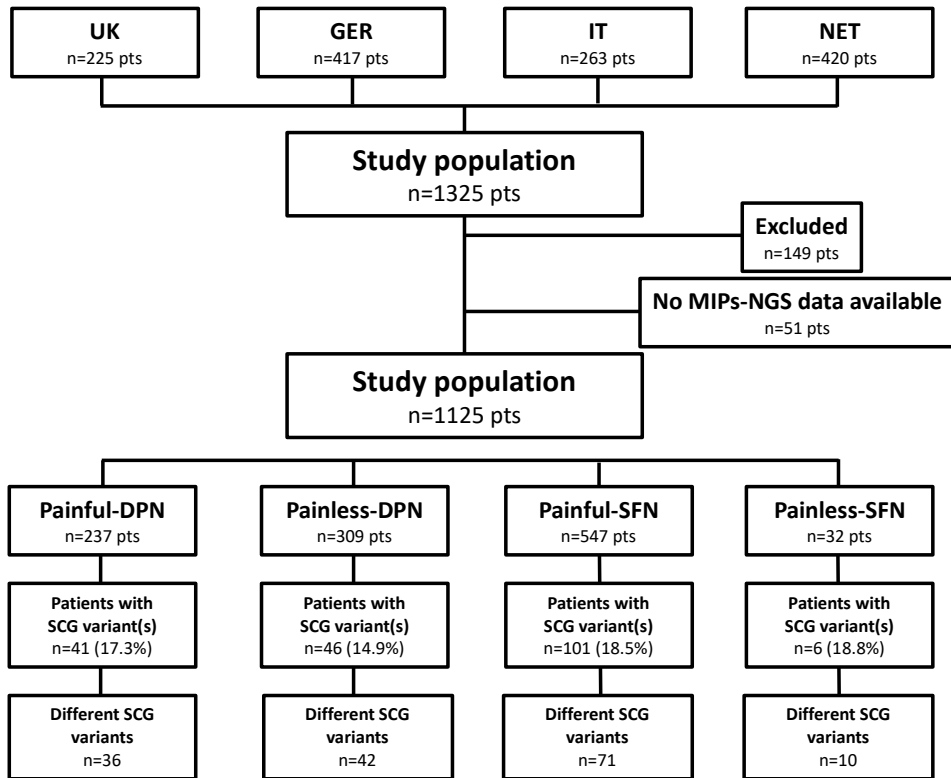 UK
n=225 pts
GER
n=417 pts
IT
n=263 pts
NET
n=420 pts
Study population
n=1325 pts
Excluded
n=149 pts
No MIPs-NGS data available
n=51 pts
Study population
n=1125 pts
Painful-DPN
n=237 pts
Painless-DPN
n=309 pts
Painful-SFN
n=547 pts
Painless-SFN
n=32 pts
Patients with
SCG variant(s)
n=41 (17.3%)
Patients with
SCG variant(s)
n=46 (14.9%)
Patients with
SCG variant(s)
n=101 (18.5%)
Patients with
SCG variant(s)
n=6 (18.8%)
Different SCG
variants
n=36
Different SCG
variants
n=42
Different SCG
variants
n=71
Different SCG
variants
n=10